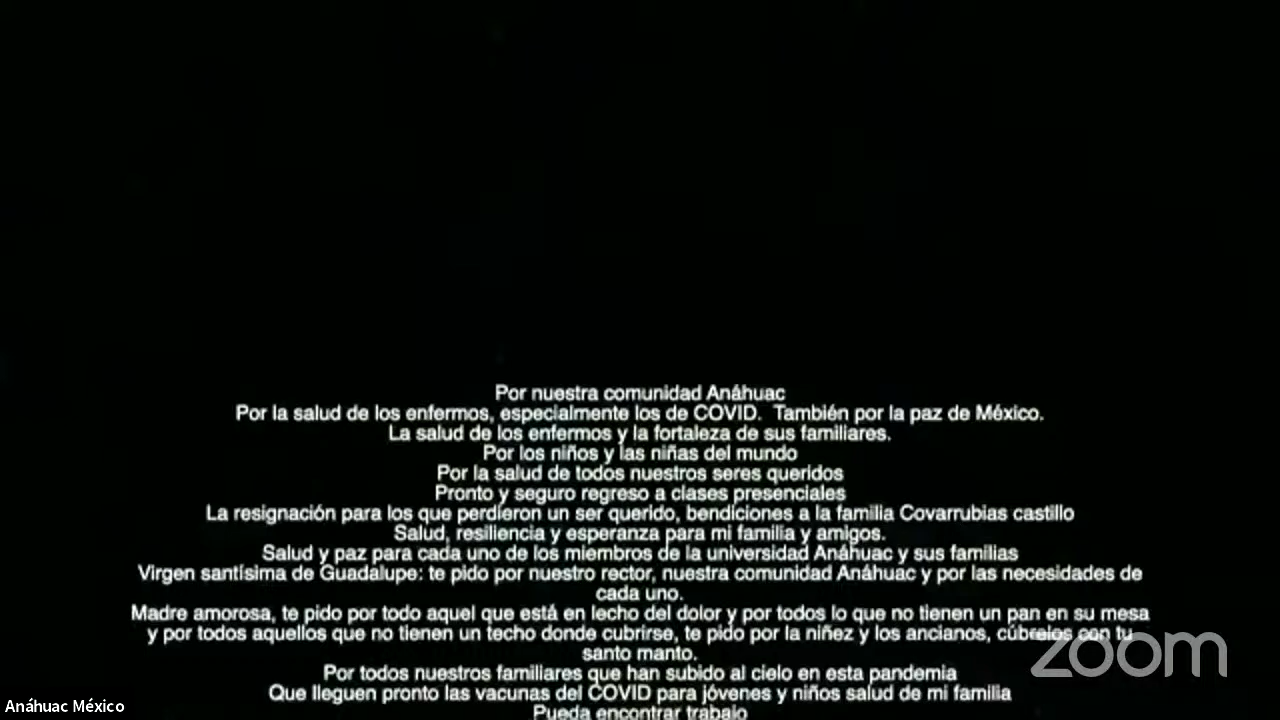 Por nuestra comunidad Anáhuac
Por la salud de los enfermos, especialmente los de COVID.  También por la paz de México.
La salud de los enfermos y la fortaleza de sus familiares.
Por los niños y las niñas del mundo
Por la salud de todos nuestros seres queridos
Pronto y seguro regreso a clases presenciales
La resignación para los que perdieron un ser querido, bendiciones a la familia Covarrubias castillo
Salud, resiliencia y esperanza para mi familia y amigos.
Salud y paz para cada uno de los miembros de la universidad Anáhuac y sus familias
Virgen santísima de Guadalupe: te pido por nuestro rector, nuestra comunidad Anáhuac y por las necesidades de
cada uno.
Madre amorosa, te pido por todo aquel que está en lecho del dolor y por todos lo que no tienen un pan en su mesa
y por todos aquellos que no tienen un techo donde cubrirse, te pido por la niñez y los ancianos, cúbrelos con tu
santo manto.
Por todos nuestros familiares que han subido al cielo en esta pandemia
Que lleguen pronto las vacunas del COVID para jóvenes y niños salud de mi familia
Pueda encontrar trabajo
zoom
Anáhuac México